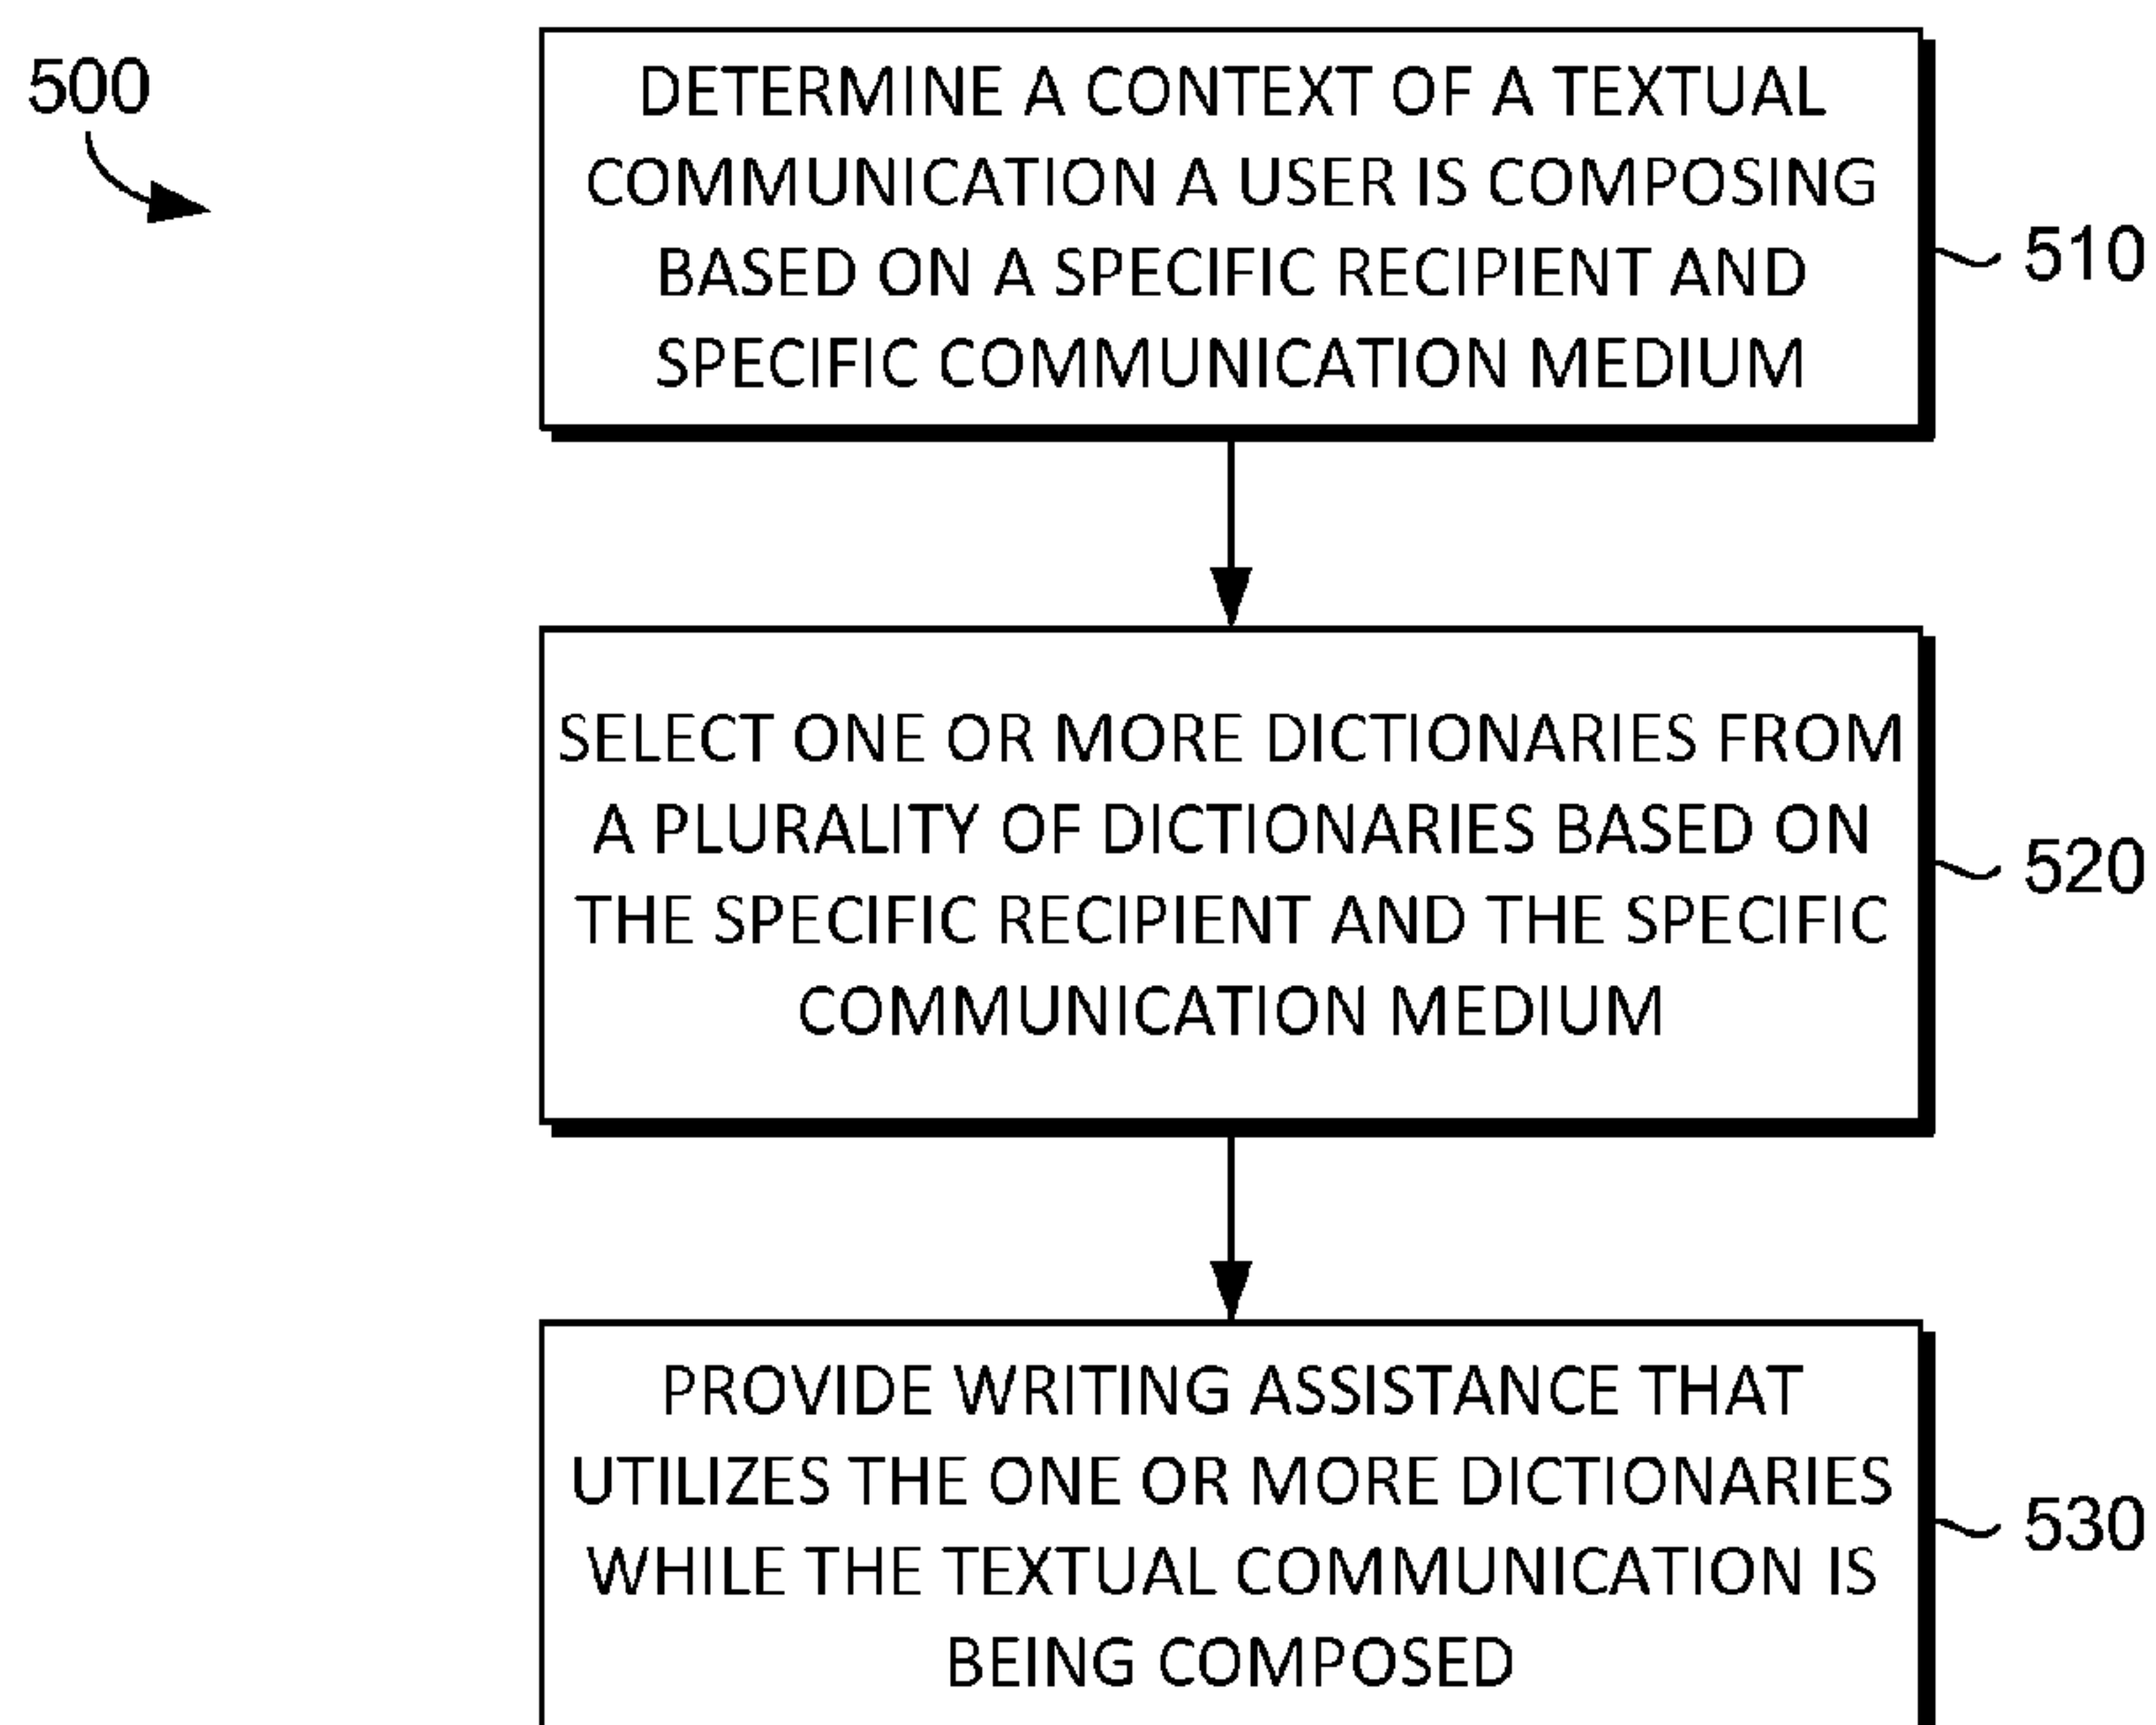 500
DETERMINE A CONTEXT OF A TEXTUAL
COMMUNICATION A USER IS COMPOSING
BASED ON A SPECIFIC RECIPIENT AND
SPECIFIC COMMUNICATION MEDIUM
510
SELECT ONE OR MORE DICTIONARIES FROM
A PLURALITY OF DICTIONARIES BASED ON
THE SPECIFIC RECIPIENT AND THE SPECIFIC
COMMUNICATION MEDIUM
520
PROVIDE WRITING ASSISTANCE THAT
UTILIZES THE ONE OR MORE DICTIONARIES
WHILE THE TEXTUAL COMMUNICATION IS
BEING COMPOSED
530